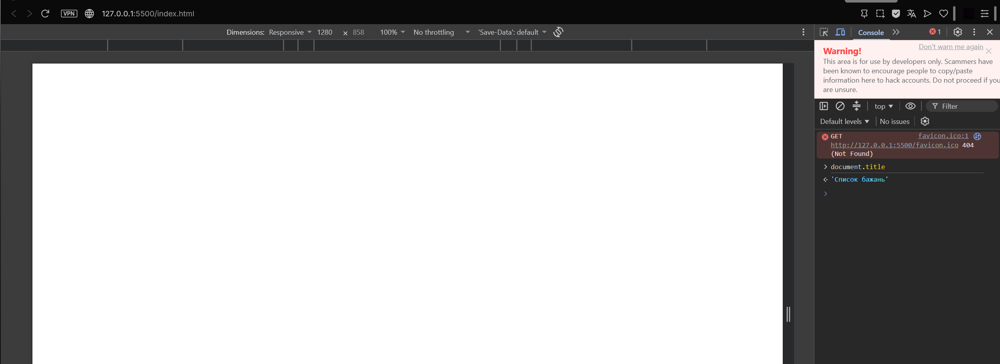 VPN 127.0.0.1:5500/index.html
Dimensions: Responsive 1280 × 858 100% No throttling 'Save-Data': default
Console 1
Warning!
Don't warn me again
This area is for use by developers only. Scammers have
been known to encourage people to copy/paste
information here to hack accounts. Do not proceed if you
are unsure.
top Filter
Default levels No issues
GET favicon.ico:1
http://127.0.0.1:5500/favicon.ico 404
(Not Found)
document.title
'Список бажань'